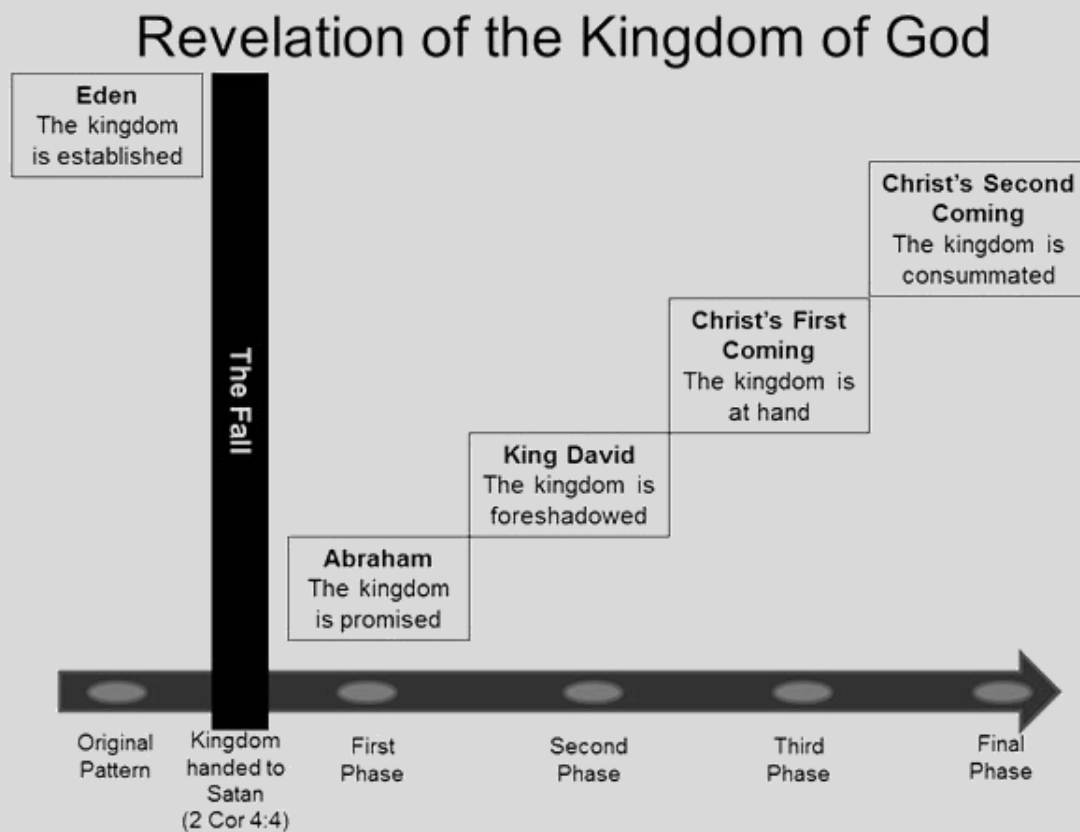 Revelation of the Kingdom of God
Eden
The kingdom
is established
The Fall
Christ's Second
Coming
The kingdom is
consummated
Christ's First
Coming
The kingdom is
at hand
King David
The kingdom is
foreshadowed
Abraham
The kingdom
is promised
Original
Pattern
Kingdom
handed to
Satan
(2 Cor 4:4)
First
Phase
Second
Phase
Third
Phase
Final
Phase